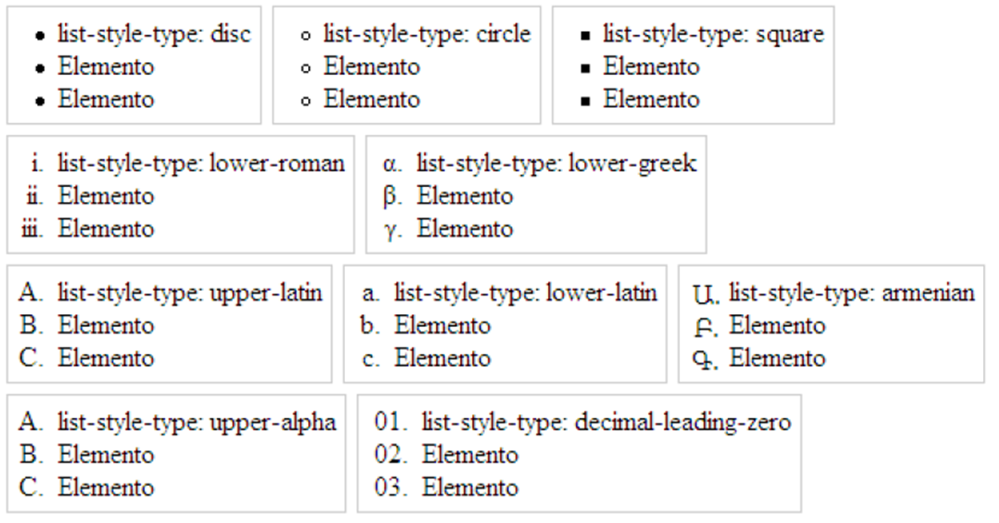 • list-style-type: disc
• Elemento
• Elemento
◦ list-style-type: circle
◦ Elemento
◦ Elemento
▪ list-style-type: square
▪ Elemento
▪ Elemento
i. list-style-type: lower-roman
ii. Elemento
iii. Elemento
α. list-style-type: lower-greek
β. Elemento
γ. Elemento
A. list-style-type: upper-latin
B. Elemento
C. Elemento
a. list-style-type: lower-latin
b. Elemento
c. Elemento
Ա. list-style-type: armenian
Բ. Elemento
Գ. Elemento
A. list-style-type: upper-alpha
B. Elemento
C. Elemento
01. list-style-type: decimal-leading-zero
02. Elemento
03. Elemento